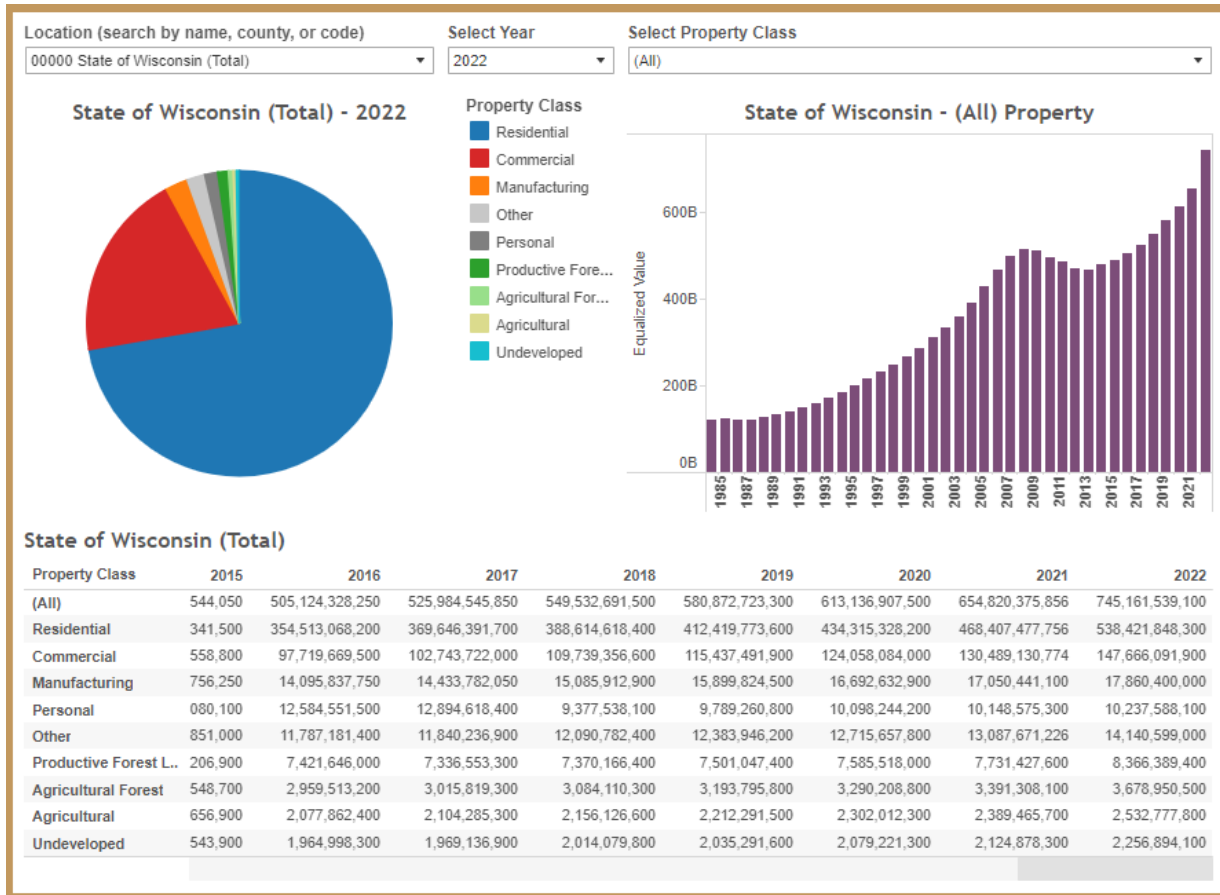 Location (search by name, county, or code)
Select Year
Select Property Class
00000 State of Wisconsin (Total)
2022
(All)
State of Wisconsin (Total) - 2022
Property Class
Residential
Commercial
Manufacturing
Other
Personal
Productive Fore...
Agricultural For...
Agricultural
Undeveloped
State of Wisconsin - (All) Property
Equalized Value
600B
400B
200B
0B
1985 1987 1989 1991 1993 1995 1997 1999 2001 2003 2005 2007 2009 2011 2013 2015 2017 2019 2021
State of Wisconsin (Total)
Property Class 2015 2016 2017 2018 2019 2020 2021 2022
(All) 544,050 505,124,328,250 525,984,545,850 549,532,691,500 580,872,723,300 613,136,907,500 654,820,375,856 745,161,539,100
Residential 341,500 354,513,068,200 369,646,391,700 388,614,618,400 412,419,773,600 434,315,328,200 468,407,477,756 538,421,848,300
Commercial 558,800 97,719,669,500 102,743,722,000 109,739,356,600 115,437,491,900 124,058,084,000 130,489,130,774 147,666,091,900
Manufacturing 756,250 14,095,837,750 14,433,782,050 15,085,912,900 15,899,824,500 16,692,632,900 17,050,441,100 17,860,400,000
Personal 080,100 12,584,551,500 12,894,618,400 9,377,538,100 9,789,260,800 10,098,244,200 10,148,575,300 10,237,588,100
Other 851,000 11,787,181,400 11,840,236,900 12,090,782,400 12,383,946,200 12,715,657,800 13,087,671,226 14,140,599,000
Productive Forest L.. 206,900 7,421,646,000 7,336,553,300 7,370,166,400 7,501,047,400 7,585,518,000 7,731,427,600 8,366,389,400
Agricultural Forest 548,700 2,959,513,200 3,015,819,300 3,084,110,300 3,193,795,800 3,290,208,800 3,391,308,100 3,678,950,500
Agricultural 656,900 2,077,862,400 2,104,285,300 2,156,126,600 2,212,291,500 2,302,012,300 2,389,465,700 2,532,777,800
Undeveloped 543,900 1,964,998,300 1,969,136,900 2,014,079,800 2,035,291,600 2,079,221,300 2,124,878,300 2,256,894,100